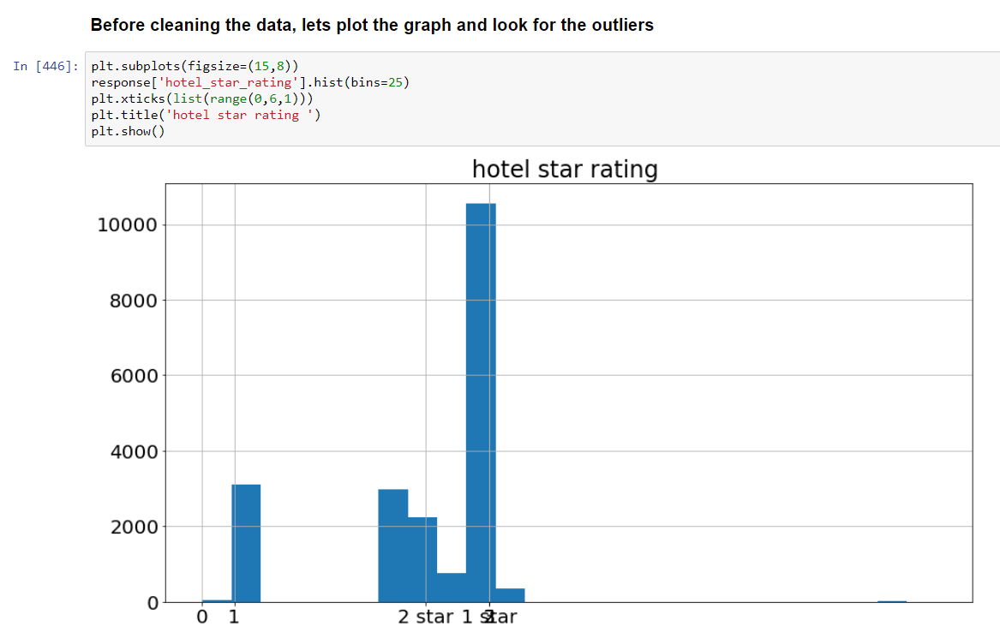 Before cleaning the data, lets plot the graph and look for the outliers
In [446]: plt.subplots(figsize=(15,8))
response['hotel_star_rating'].hist(bins=25)
plt.xticks(list(range(0,6,1)))
plt.title('hotel star rating ')
plt.show()
hotel star rating
10000
8000
6000
4000
2000
0
0 1 2 star 1 star